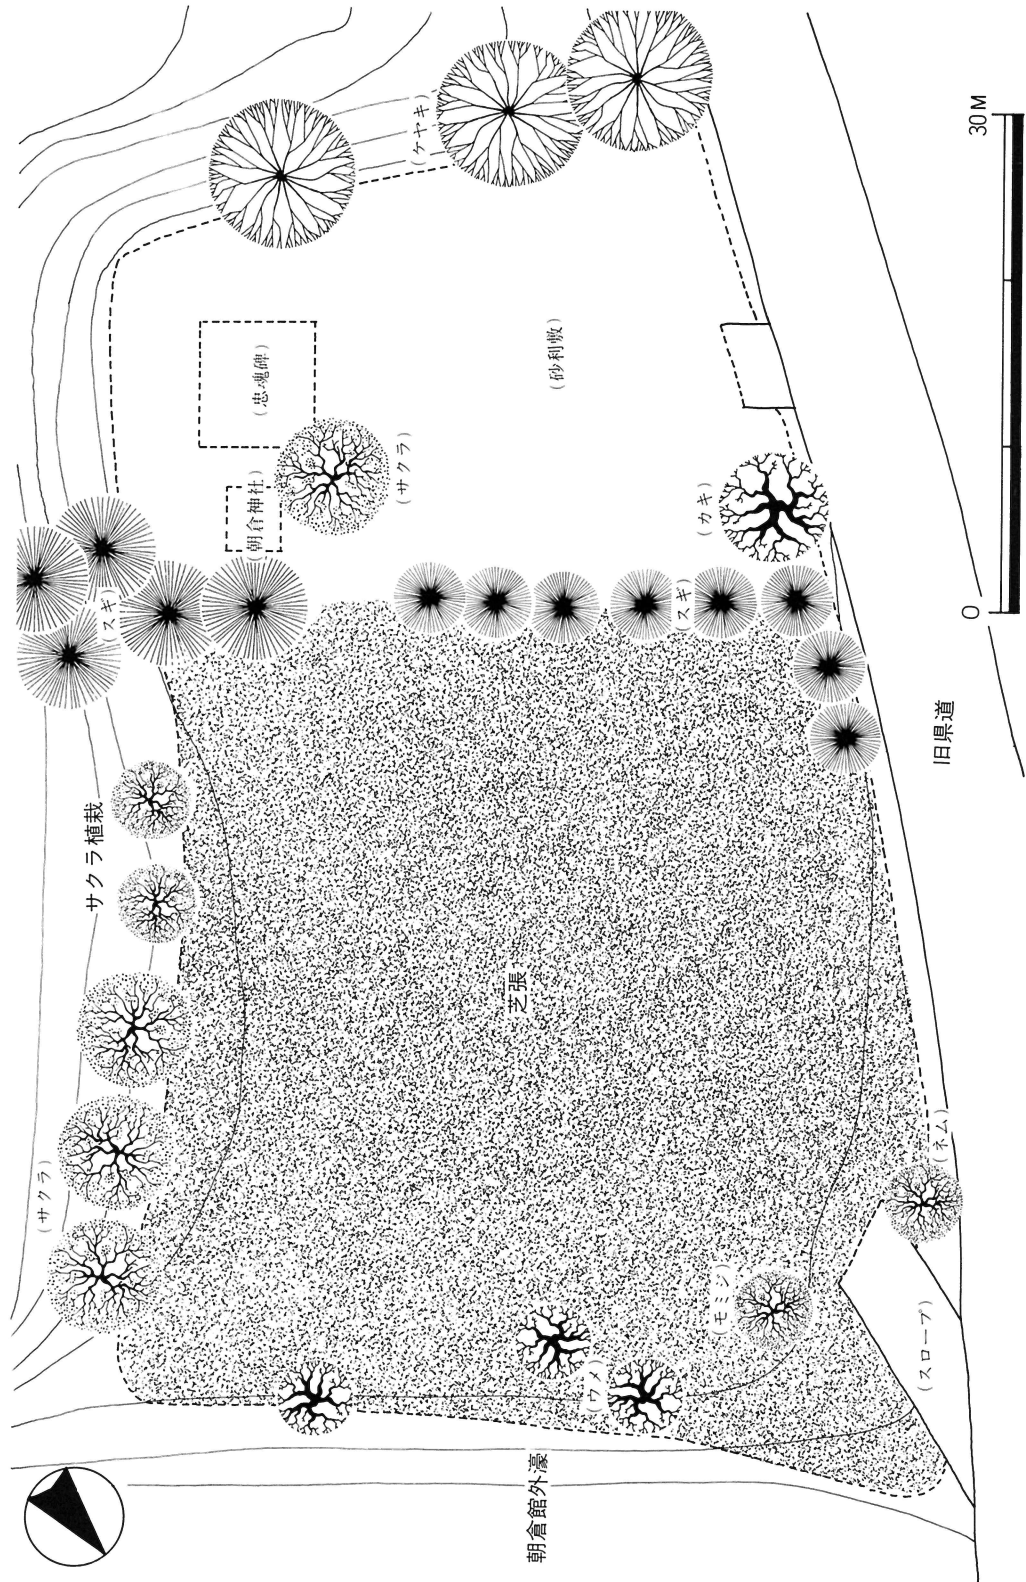 (ケヤキ)
30M
(忠魂碑)
(砂利敷)
(サクラ)
(朝倉神社)
(カキ)
(スギ)
(スギ)
0
旧県道
サクラ植栽
芝張
(サクラ)
(ネム)
(モミジ)
(ウメ)
(スロープ)
朝倉館外濠